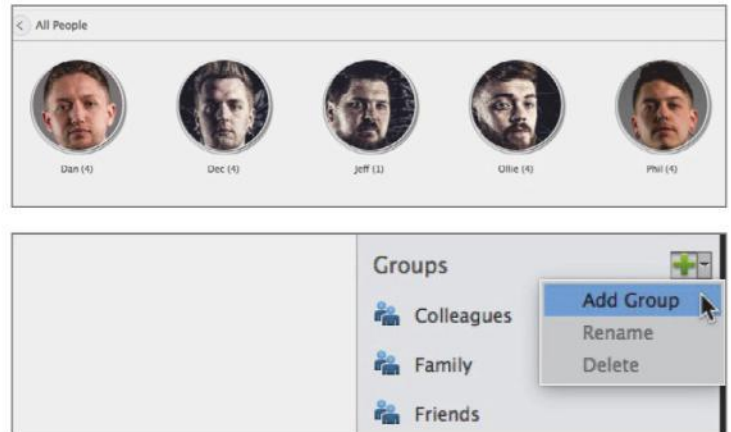 All People
Dan (4) Dec (4) Jeff (1) Ollie (4) Phil (4)
Groups
Add Group
Colleagues
Rename
Family
Delete
Friends